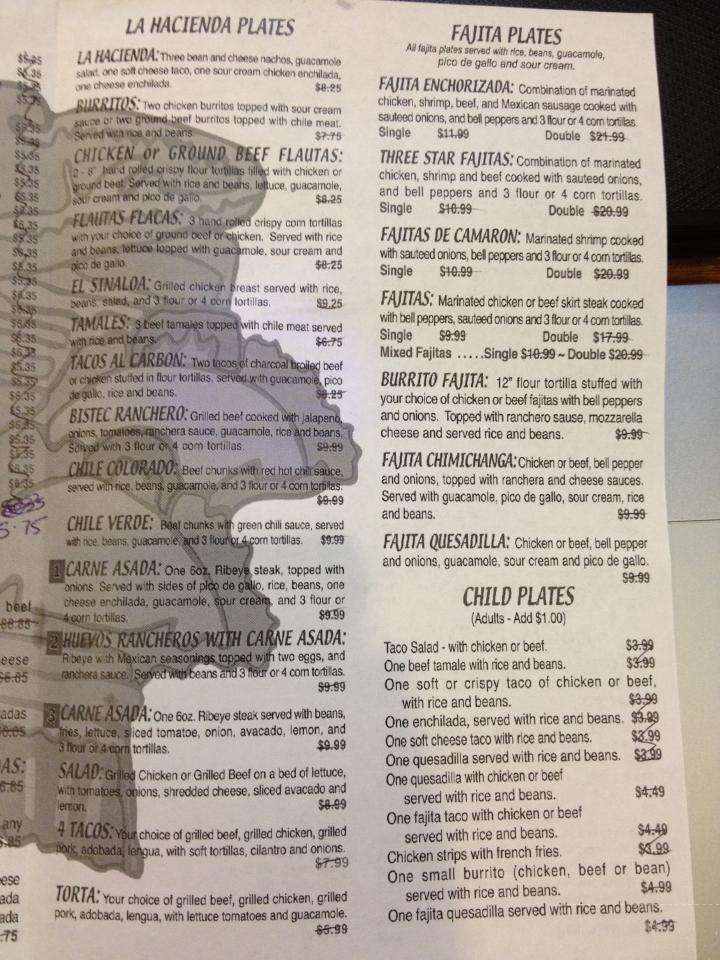 $5.35
$6.35
5.75
beef
$6.85
eese
$6.85
adas
$6.85
AS:
6.85
any
5.85
ese
ada
ada
.75
LA HACIENDA PLATES
LA HACIENDA: Three bean and cheese nachos, guacamole
salad, one soft cheese taco, one sour cream chicken enchilada,
one cheese enchilada. $8.25
BURRITOS: Two chicken burritos topped with sour cream
sauce or two ground beef burritos topped with chile meat.
Served with rice and beans. $7.75
CHICKEN or GROUND BEEF FLAUTAS:
2 - 8" hand rolled crispy flour tortillas filled with chicken or
ground beef. Served with rice and beans, lettuce, guacamole,
sour cream and pico de gallo. $8.25
FLAUTAS FLACAS: 3 hand rolled crispy corn tortillas
with your choice of ground beef or chicken. Served with rice
and beans, lettuce topped with guacamole, sour cream and
pico de gallo. $8.25
EL SINALOA: Grilled chicken breast served with rice,
beans, salad, and 3 flour or 4 corn tortillas. $9.25
TAMALES: 3 beef tamales topped with chile meat served
with rice and beans. $6.75
TACOS AL CARBON: Two tacos of charcoal broiled beef
or chicken stuffed in flour tortillas, served with guacamole, pico
de gallo, rice and beans. $8.25
BISTEC RANCHERO: Grilled beef cooked with jalapeno,
onions, tomatoes, ranchera sauce, guacamole, rice and beans.
Served with 3 flour or 4 corn tortillas. $9.99
CHILE COLORADO: Beef chunks with red hot chili sauce,
served with rice, beans, guacamole, and 3 flour or 4 corn tortillas.
$9.99
CHILE VERDE: Beef chunks with green chili sauce, served
with rice, beans, guacamole, and 3 flour or 4 corn tortillas. $9.99
1 CARNE ASADA: One 6oz. Ribeye steak, topped with
onions. Served with sides of pico de gallo, rice, beans, one
cheese enchilada, guacamole, sour cream, and 3 flour or
4 corn tortillas. $9.99
2 HUEVOS RANCHEROS WITH CARNE ASADA:
Ribeye with Mexican seasonings topped with two eggs, and
ranchera sauce. Served with beans and 3 flour or 4 corn tortillas.
$9.99
3 CARNE ASADA: One 6oz. Ribeye steak served with beans,
fries, lettuce, sliced tomatoe, onion, avacado, lemon, and
3 flour or 4 corn tortillas. $9.99
SALAD: Grilled Chicken or Grilled Beef on a bed of lettuce,
with tomatoes, onions, shredded cheese, sliced avacado and
lemon. $8.99
4 TACOS: Your choice of grilled beef, grilled chicken, grilled
pork, adobada, lengua, with soft tortillas, cilantro and onions.
$7.99
TORTA: Your choice of grilled beef, grilled chicken, grilled
pork, adobada, lengua, with lettuce tomatoes and guacamole.
$5.99
FAJITA PLATES
All fajita plates served with rice, beans, guacamole,
pico de gallo and sour cream.
FAJITA ENCHORIZADA: Combination of marinated
chicken, shrimp, beef, and Mexican sausage cooked with
sauteed onions, and bell peppers and 3 flour or 4 corn tortillas.
Single $11.99 Double $21.99
THREE STAR FAJITAS: Combination of marinated
chicken, shrimp and beef cooked with sauteed onions,
and bell peppers and 3 flour or 4 corn tortillas.
Single $10.99 Double $20.99
FAJITAS DE CAMARON: Marinated shrimp cooked
with sauteed onions, bell peppers and 3 flour or 4 corn tortillas.
Single $10.99 Double $20.99
FAJITAS: Marinated chicken or beef skirt steak cooked
with bell peppers, sauteed onions and 3 flour or 4 corn tortillas.
Single $9.99 Double $17.99
Mixed Fajitas .....Single $10.99 ~ Double $20.99
BURRITO FAJITA: 12" flour tortilla stuffed with
your choice of chicken or beef fajitas with bell peppers
and onions. Topped with ranchero sause, mozzarella
cheese and served rice and beans. $9.99
FAJITA CHIMICHANGA: Chicken or beef, bell pepper
and onions, topped with ranchera and cheese sauces.
Served with guacamole, pico de gallo, sour cream, rice
and beans. $9.99
FAJITA QUESADILLA: Chicken or beef, bell pepper
and onions, guacamole, sour cream and pico de gallo.
$9.99
CHILD PLATES
(Adults - Add $1.00)
Taco Salad - with chicken or beef. $3.99
One beef tamale with rice and beans. $3.99
One soft or crispy taco of chicken or beef,
with rice and beans. $3.99
One enchilada, served with rice and beans. $3.99
One soft cheese taco with rice and beans. $3.99
One quesadilla served with rice and beans. $3.99
One quesadilla with chicken or beef
served with rice and beans. $4.49
One fajita taco with chicken or beef
served with rice and beans. $4.49
Chicken strips with french fries. $3.99
One small burrito (chicken, beef or bean)
served with rice and beans. $4.99
One fajita quesadilla served with rice and beans.
$4.99